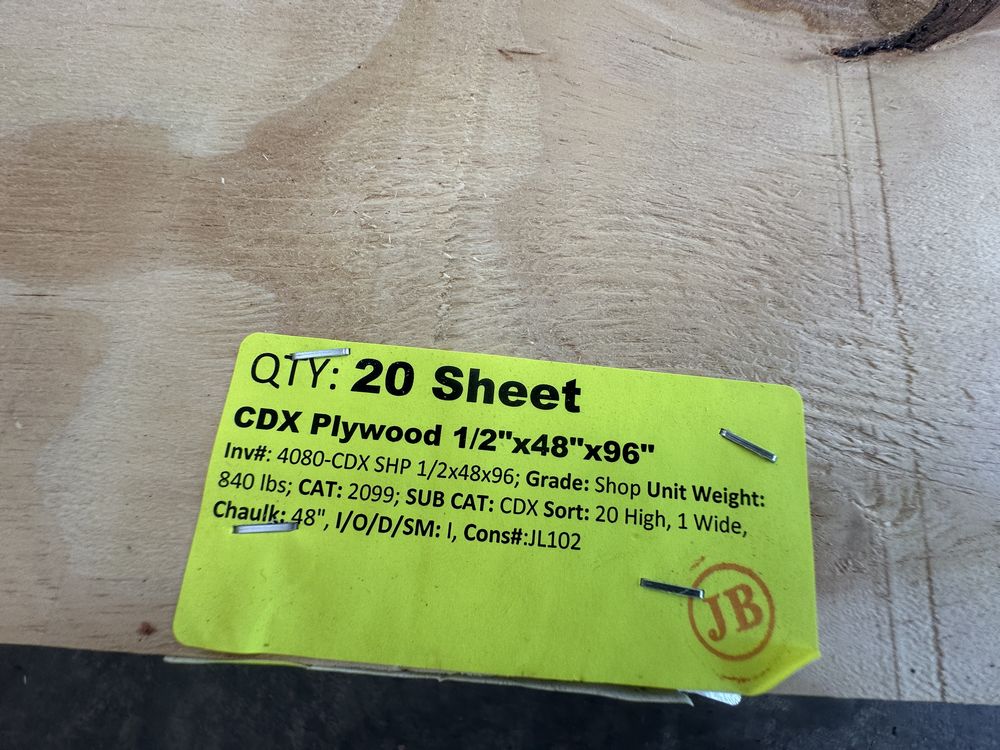 QTY: 20 Sheet
CDX Plywood 1/2"x48"x96"
Inv#: 4080-CDX SHP 1/2x48x96; Grade: Shop Unit Weight:
840 lbs; CAT: 2099; SUB CAT: CDX Sort: 20 High, 1 Wide,
Chaulk: 48", I/O/D/SM: I, Cons#:JL102
JB